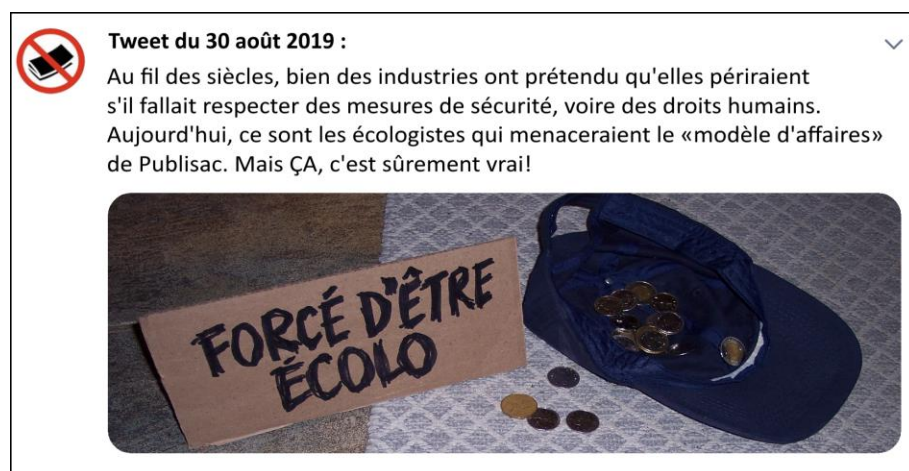 Tweet du 30 août 2019 :
Au fil des siècles, bien des industries ont prétendu qu'elles périraient
s'il fallait respecter des mesures de sécurité, voire des droits humains.
Aujourd'hui, ce sont les écologistes qui menaceraient le «modèle d'affaires»
de Publisac. Mais ÇA, c'est sûrement vrai!
FORCÉ D'ÊTRE
ÉCOLO